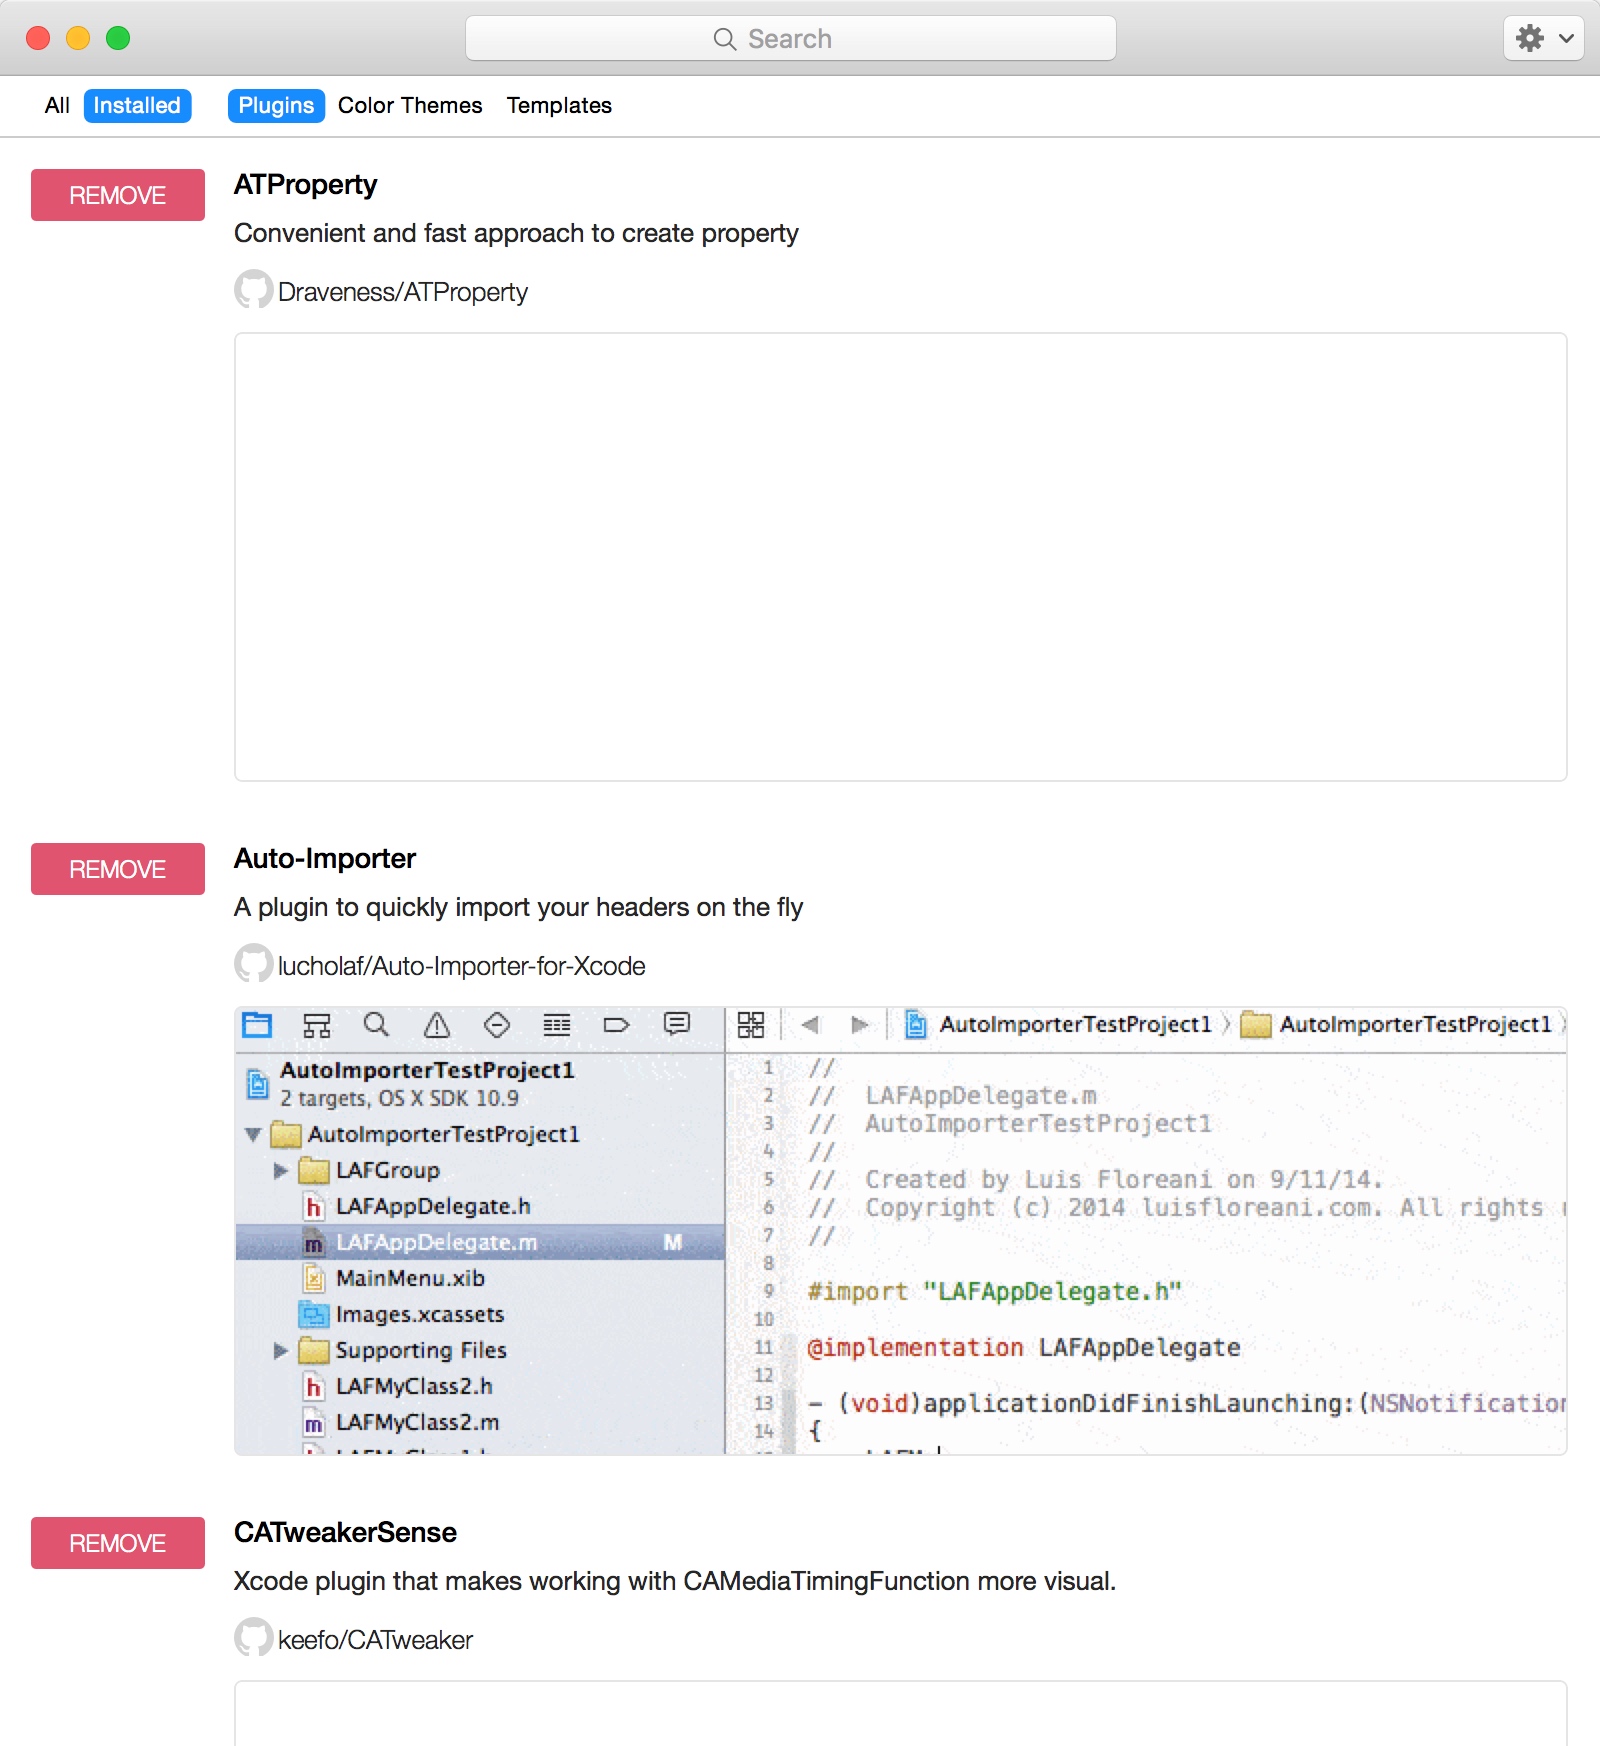 Search
All Installed Plugins Color Themes Templates
REMOVE
ATProperty
Convenient and fast approach to create property
Draveness/ATProperty
REMOVE
Auto-Importer
A plugin to quickly import your headers on the fly
lucholaf/Auto-Importer-for-Xcode
AutoImporterTestProject1
2 targets, OS X SDK 10.9
AutoImporterTestProject1
LAFGroup
LAFAppDelegate.h
LAFAppDelegate.m M
MainMenu.xib
Images.xcassets
Supporting Files
LAFMyClass2.h
LAFMyClass2.m
AutoImporterTestProject1 〉 AutoImporterTestProject1
1 //
2 // LAFAppDelegate.m
3 // AutoImporterTestProject1
4 //
5 // Created by Luis Floreani on 9/11/14.
6 // Copyright (c) 2014 luisfloreani.com. All rights
7 //
8
9 #import "LAFAppDelegate.h"
10
11 @implementation LAFAppDelegate
12
13 - (void)applicationDidFinishLaunching:(NSNotification
14 {
REMOVE
CATweakerSense
Xcode plugin that makes working with CAMediaTimingFunction more visual.
keefo/CATweaker